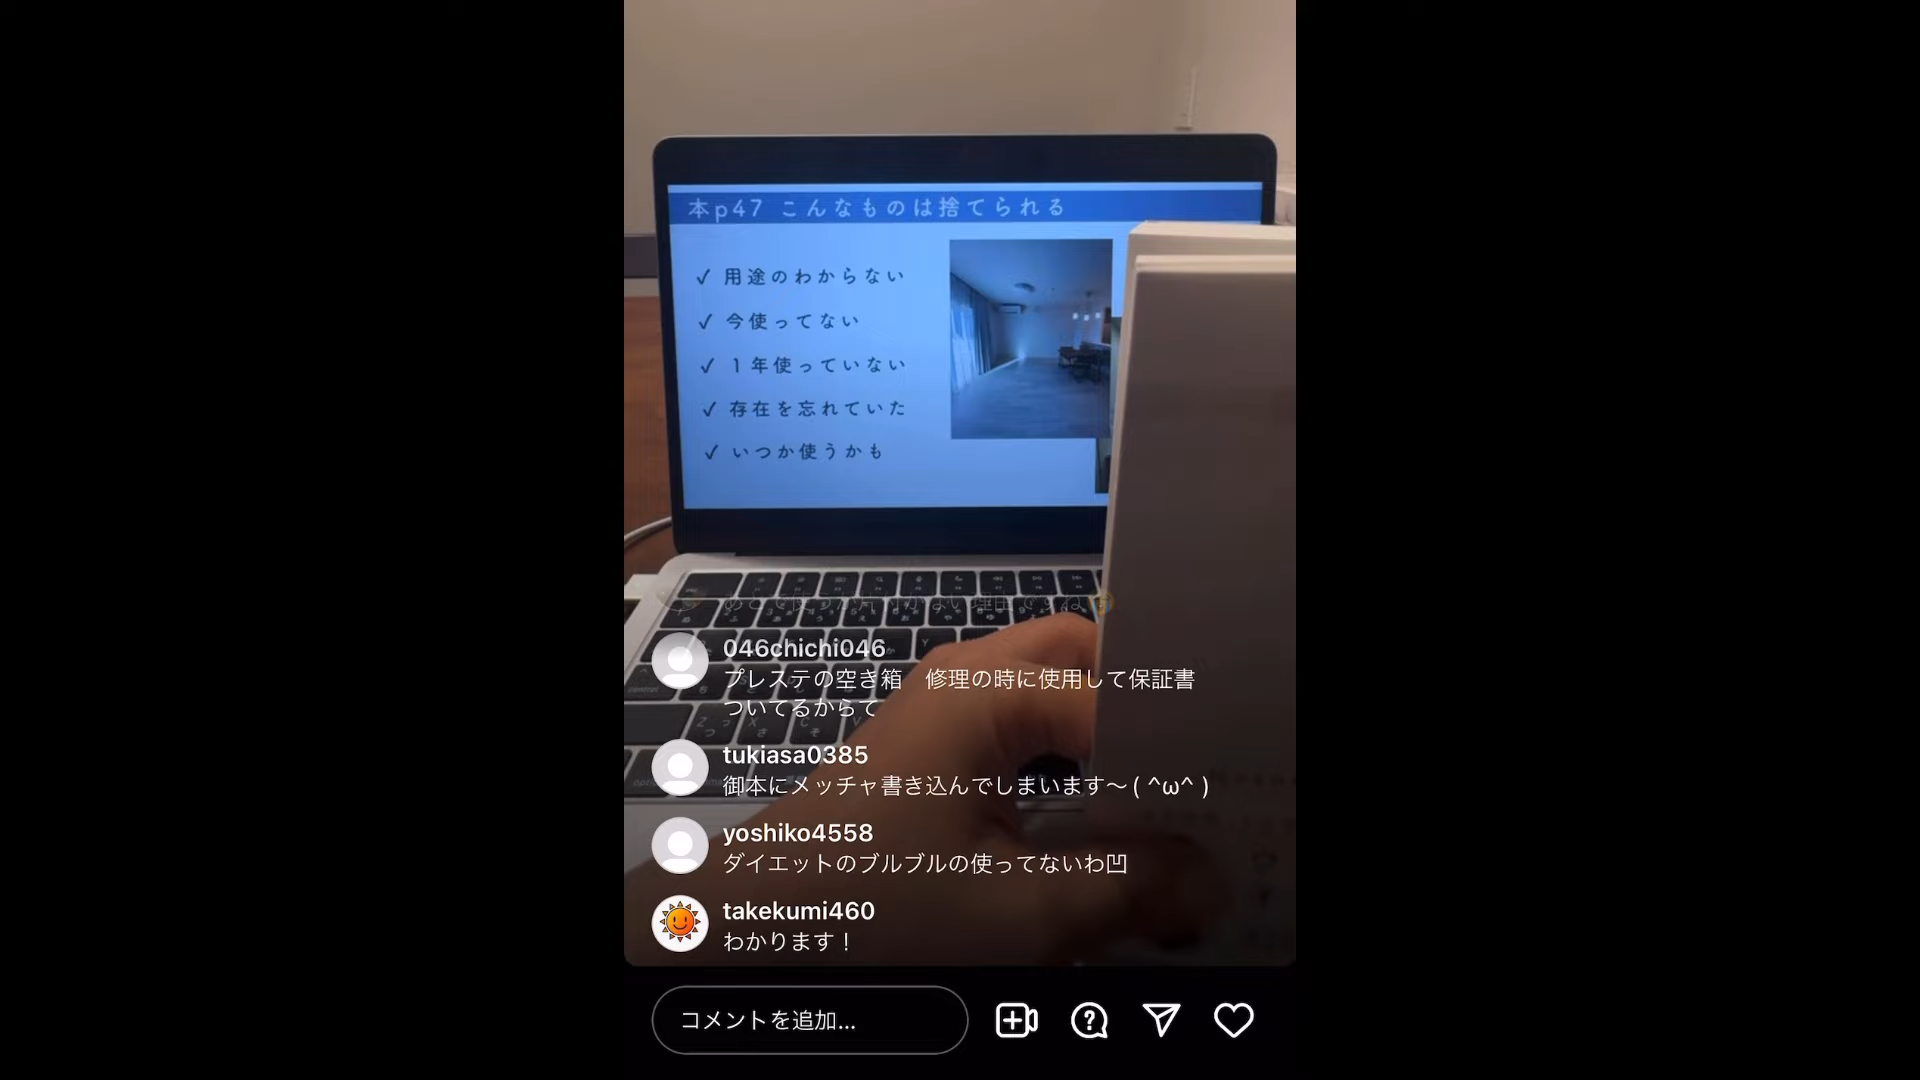 本p47 こんなものは捨てられる
✓ 用途のわからない
✓ 今使ってない
✓ 1年使っていない
✓ 存在を忘れていた
✓ いつか使うかも
046chichi046
プレステの空き箱　修理の時に使用して保証書
ついてるからて
tukiasa0385
御本にメッチャ書き込んでしまいます〜 ( ^ω^ )
yoshiko4558
ダイエットのブルブルの使ってないわ凹
takekumi460
わかります！
コメントを追加...